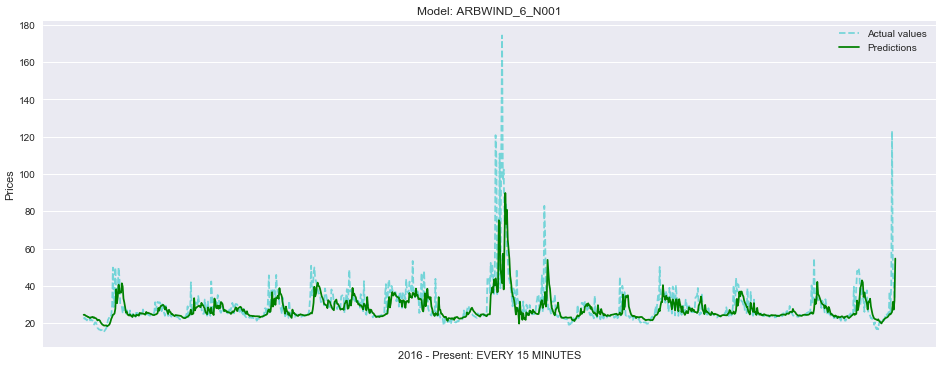 Model: ARBWIND_6_N001
180
160
140
120
100
80
60
40
20
Prices
Actual values
Predictions
2016 - Present: EVERY 15 MINUTES